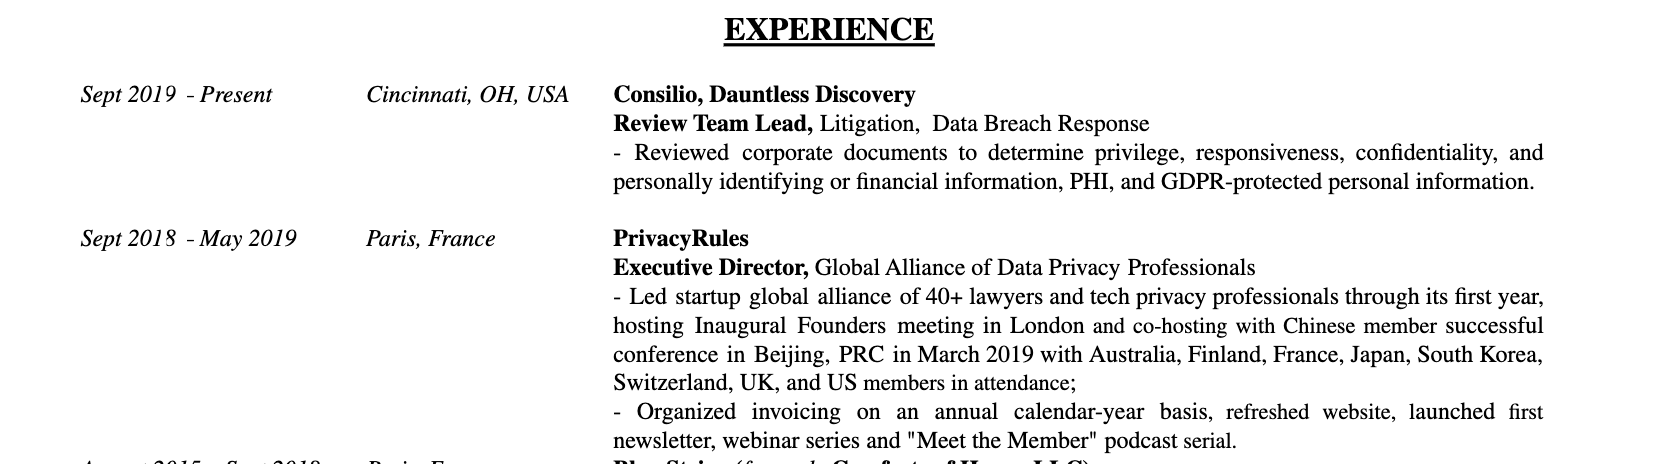 EXPERIENCE
Sept 2019 - Present Cincinnati, OH, USA Consilio, Dauntless Discovery
Review Team Lead, Litigation, Data Breach Response
- Reviewed corporate documents to determine privilege, responsiveness, confidentiality, and
personally identifying or financial information, PHI, and GDPR-protected personal information.
Sept 2018 - May 2019 Paris, France PrivacyRules
Executive Director, Global Alliance of Data Privacy Professionals
- Led startup global alliance of 40+ lawyers and tech privacy professionals through its first year,
hosting Inaugural Founders meeting in London and co-hosting with Chinese member successful
conference in Beijing, PRC in March 2019 with Australia, Finland, France, Japan, South Korea,
Switzerland, UK, and US members in attendance;
- Organized invoicing on an annual calendar-year basis, refreshed website, launched first
newsletter, webinar series and "Meet the Member" podcast serial.